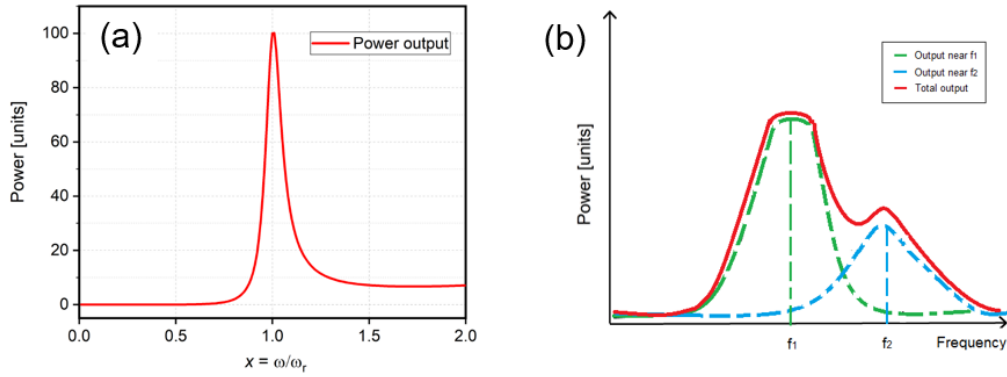 (a)
Power output
100
80
60
40
20
0
Power [units]
0.0 0.5 1.0 1.5 2.0
x = ω/ωr
(b)
Output near f1
Output near f2
Total output
Power [units]
f1 f2 Frequency